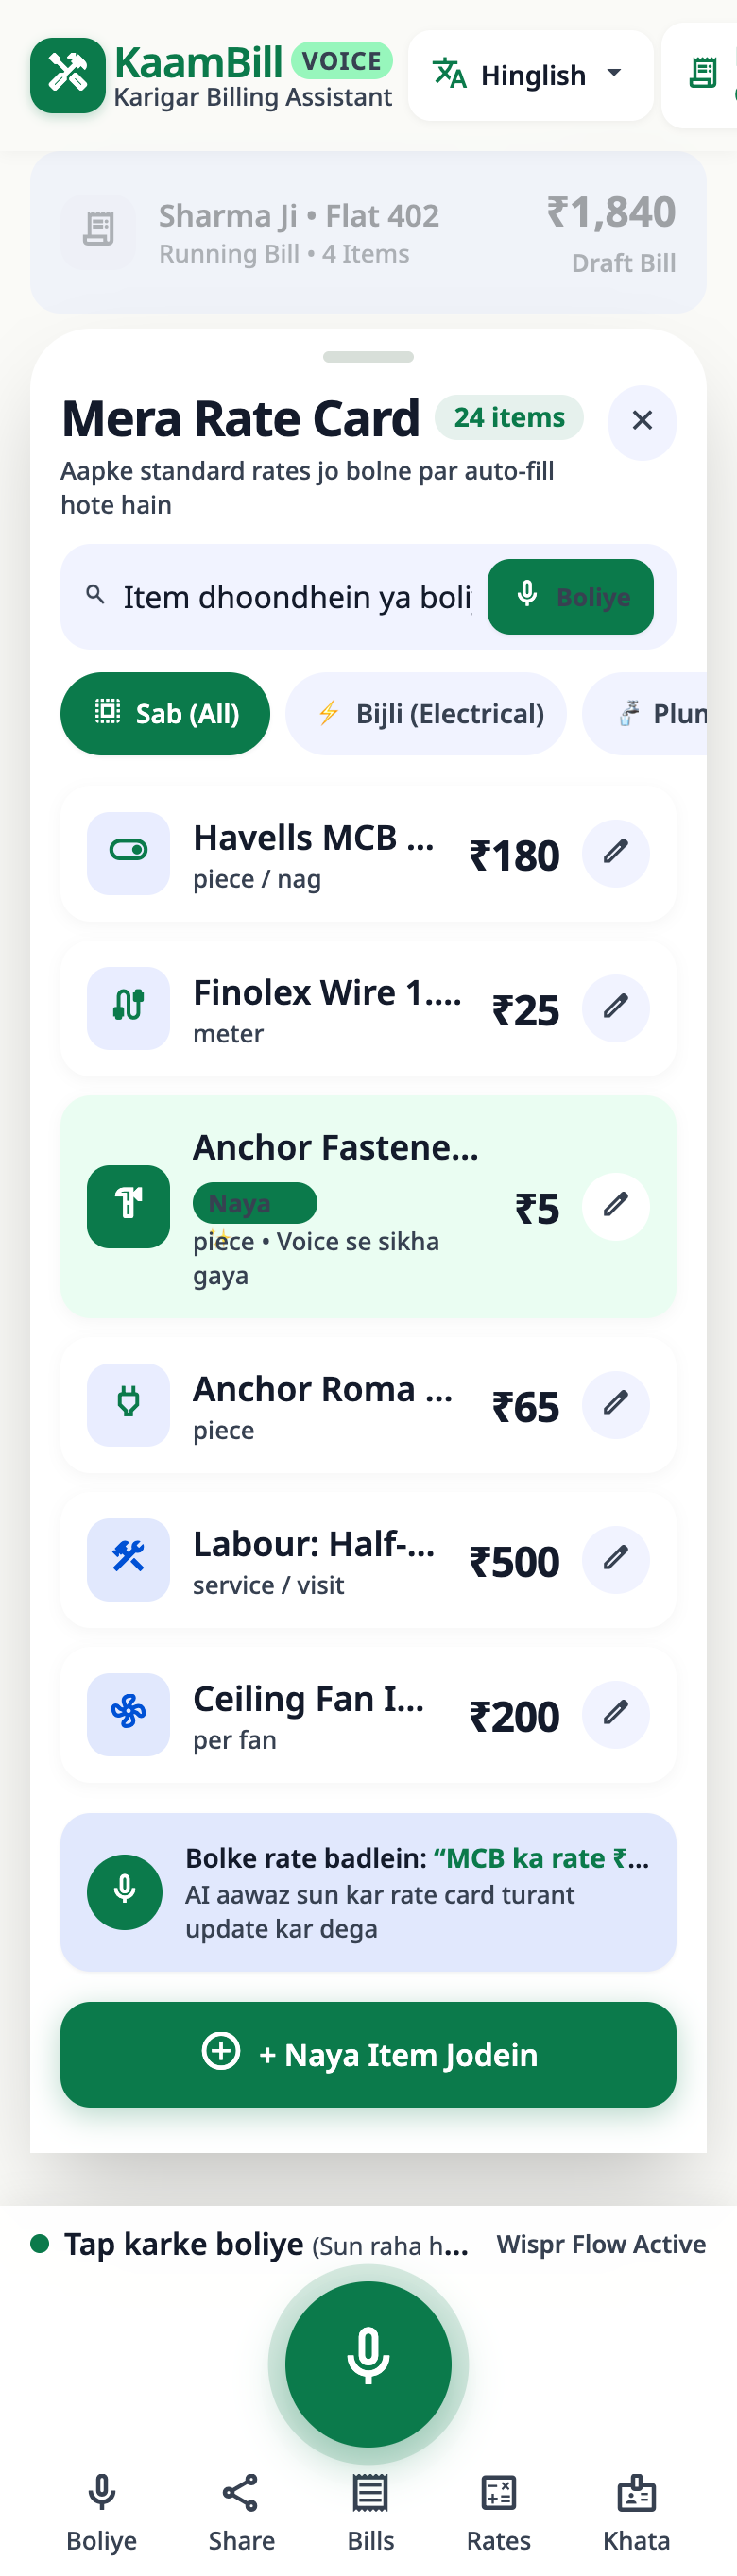 KaamBill VOICE
Karigar Billing Assistant
Hinglish
Sharma Ji • Flat 402
Running Bill • 4 Items
₹1,840
Draft Bill
Mera Rate Card 24 items
Aapke standard rates jo bolne par auto-fill
hote hain
Item dhoondhein ya boli
Boliye
Sab (All)
Bijli (Electrical)
Plum
Havells MCB ...
piece / nag
₹180
Finolex Wire 1....
meter
₹25
Anchor Fastene...
Naya
piece • Voice se sikha
gaya
₹5
Anchor Roma ...
piece
₹65
Labour: Half-...
service / visit
₹500
Ceiling Fan I...
per fan
₹200
Bolke rate badlein: “MCB ka rate ₹...
AI aawaz sun kar rate card turant
update kar dega
+ Naya Item Jodein
Tap karke boliye (Sun raha h...
Wispr Flow Active
Boliye
Share
Bills
Rates
Khata